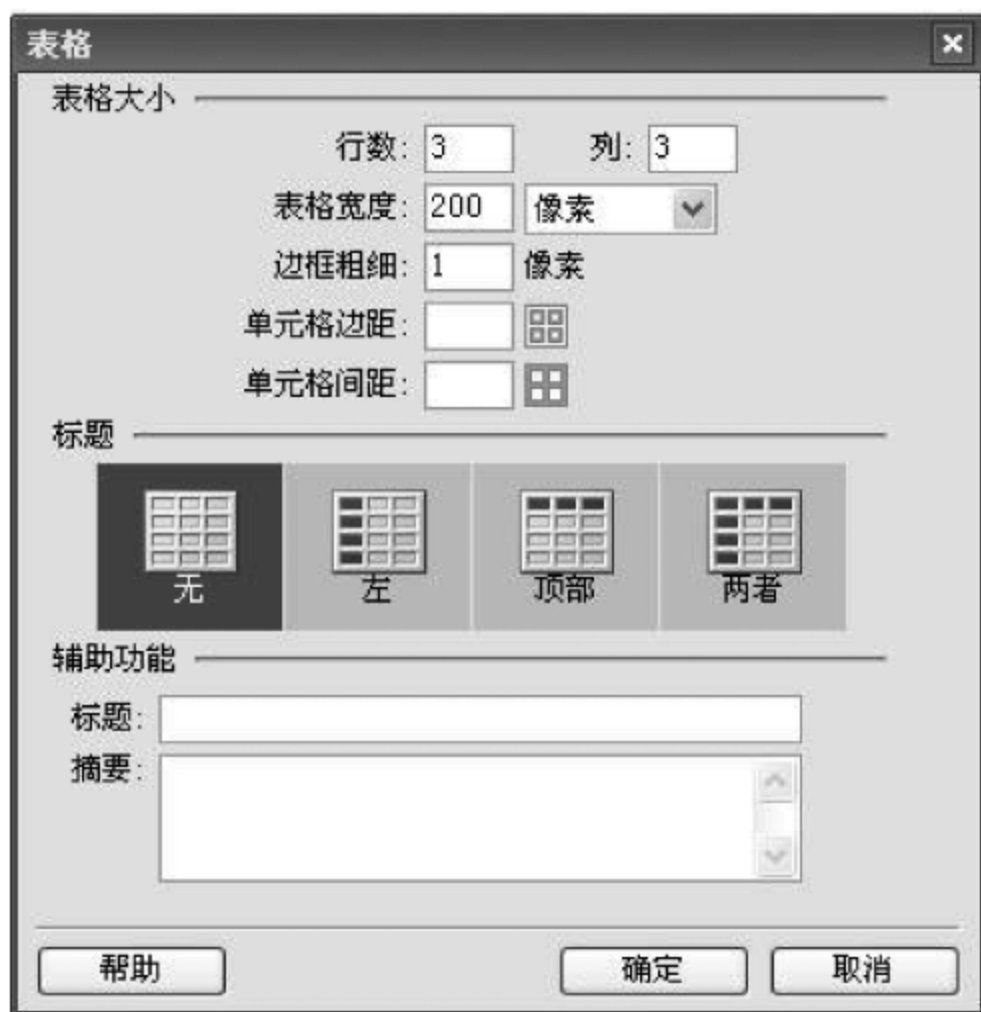 表格
表格大小
行数: 3 列: 3
表格宽度: 200 像素
边框粗细: 1 像素
单元格边距:
单元格间距:
标题
无 左 顶部 两者
辅助功能
标题:
摘要:
帮助 确定 取消